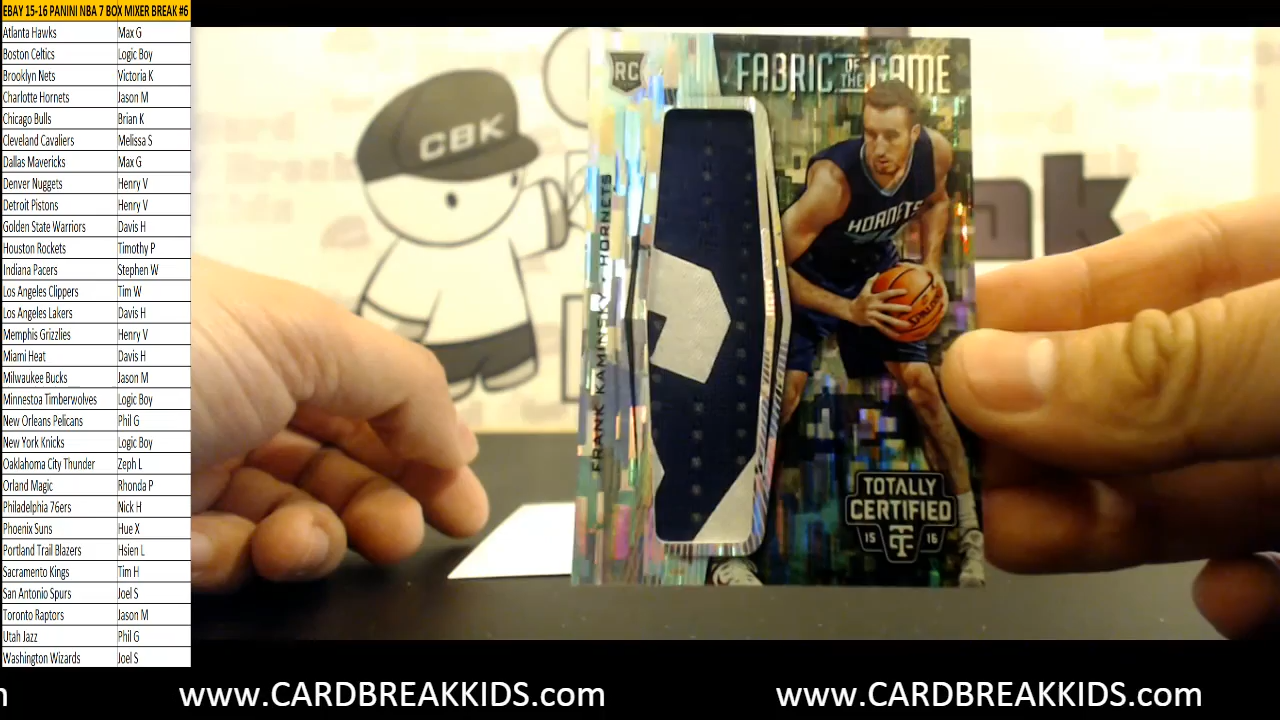 EBAY 15-16 PANINI NBA 7 BOX MIXER BREAK #6
Atlanta Hawks Max G
Boston Celtics Logic Boy
Brooklyn Nets Victoria K
Charlotte Hornets Jason M
Chicago Bulls Brian K
Cleveland Cavaliers Melissa S
Dallas Mavericks Max G
Denver Nuggets Henry V
Detroit Pistons Henry V
Golden State Warriors Davis H
Houston Rockets Timothy P
Indiana Pacers Stephen W
Los Angeles Clippers Tim W
Los Angeles Lakers Davis H
Memphis Grizzlies Henry V
Miami Heat Davis H
Milwaukee Bucks Jason M
Minnestoa Timberwolves Logic Boy
New Orleans Pelicans Phil G
New York Knicks Logic Boy
Oaklahoma City Thunder Zeph L
Orland Magic Rhonda P
Philadelphia 76ers Nick H
Phoenix Suns Hue X
Portland Trail Blazers Hsien L
Sacramento Kings Tim H
San Antonio Spurs Joel S
Toronto Raptors Jason M
Utah Jazz Phil G
Washington Wizards Joel S
CBK
RC
FABRIC OF THE GAME
FRANK KAMINSKY HORNETS
HORNETS
SPALDING
TOTALLY
CERTIFIED
15 16
www.CARDBREAKKIDS.com
www.CARDBREAKKIDS.com